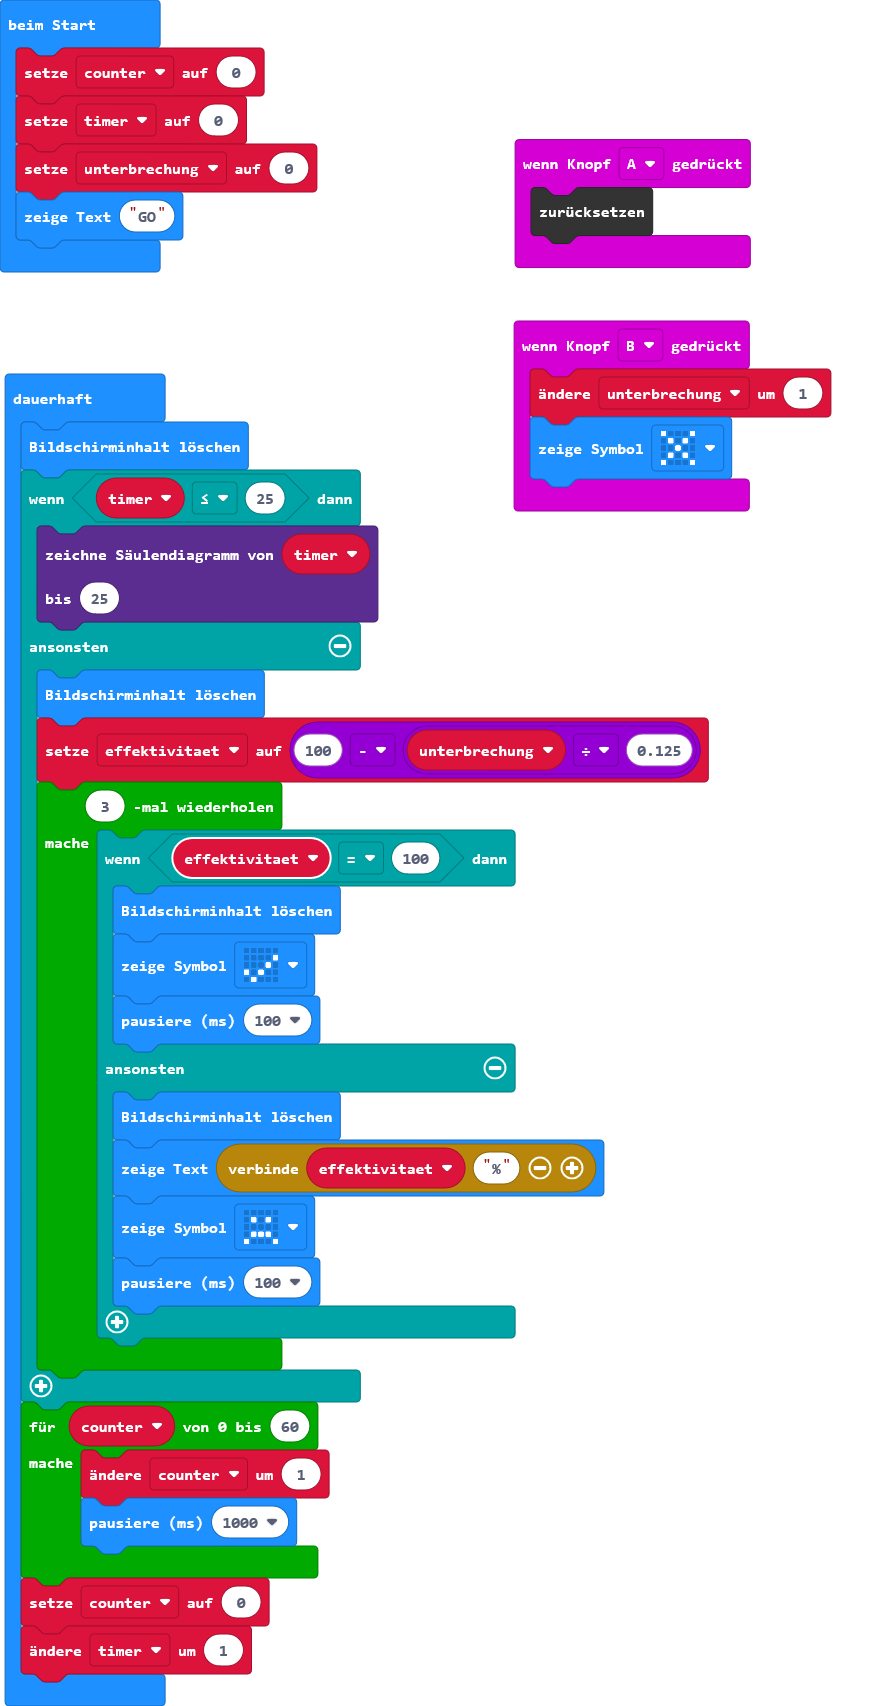 beim Start
setze counter auf 0
setze timer auf 0
setze unterbrechung auf 0
zeige Text "GO"
wenn Knopf A gedrückt
zurücksetzen
wenn Knopf B gedrückt
ändere unterbrechung um 1
zeige Symbol
dauerhaft
Bildschirminhalt löschen
wenn timer ≤ 25 dann
zeichne Säulendiagramm von timer
bis 25
ansonsten
Bildschirminhalt löschen
setze effektivitaet auf 100 - unterbrechung ÷ 0.125
3 -mal wiederholen
mache
wenn effektivitaet = 100 dann
Bildschirminhalt löschen
zeige Symbol
pausiere (ms) 100
ansonsten
Bildschirminhalt löschen
zeige Text verbinde effektivitaet "%"
zeige Symbol
pausiere (ms) 100
für counter von 0 bis 60
mache
ändere counter um 1
pausiere (ms) 1000
setze counter auf 0
ändere timer um 1